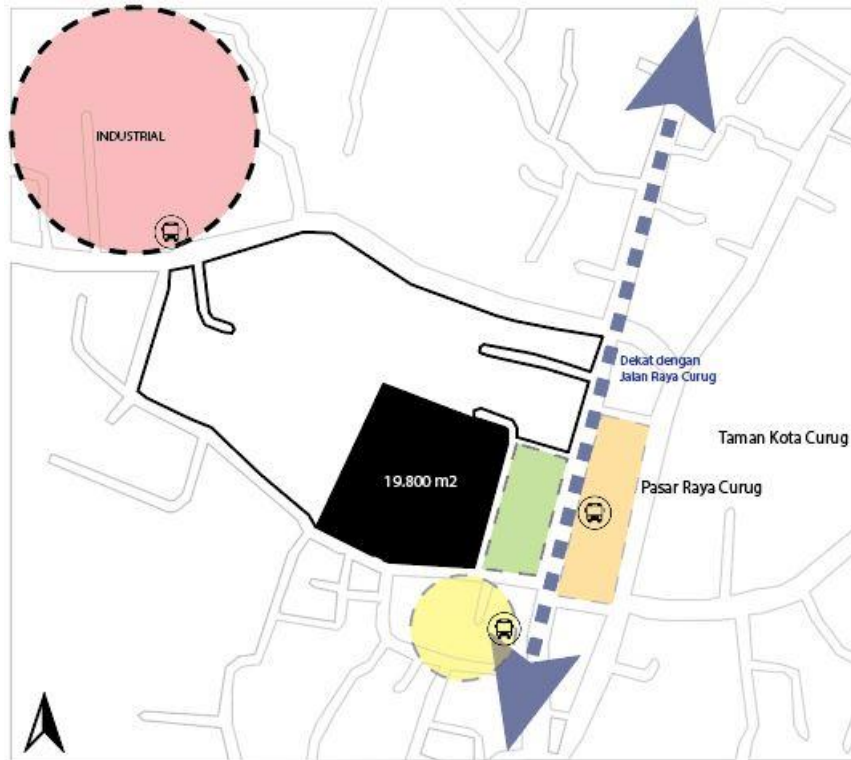 INDUSTRIAL
Dekat dengan
Jalan Raya Curug
Taman Kota Curug
19.800 m2
Pasar Raya Curug